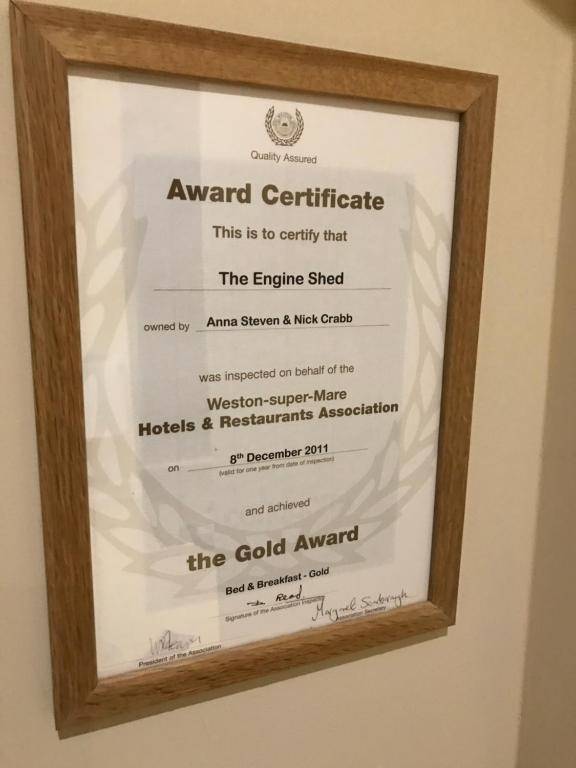 Quality Assured
Award Certificate
This is to certify that
The Engine Shed
owned by Anna Steven & Nick Crabb
was inspected on behalf of the
Weston-super-Mare
Hotels & Restaurants Association
on 8th December 2011
(valid for one year from date of inspection)
and achieved
the Gold Award
Bed & Breakfast - Gold
Read
Signature of the Association Inspector
Margaret
Association Secretary
President of the Association